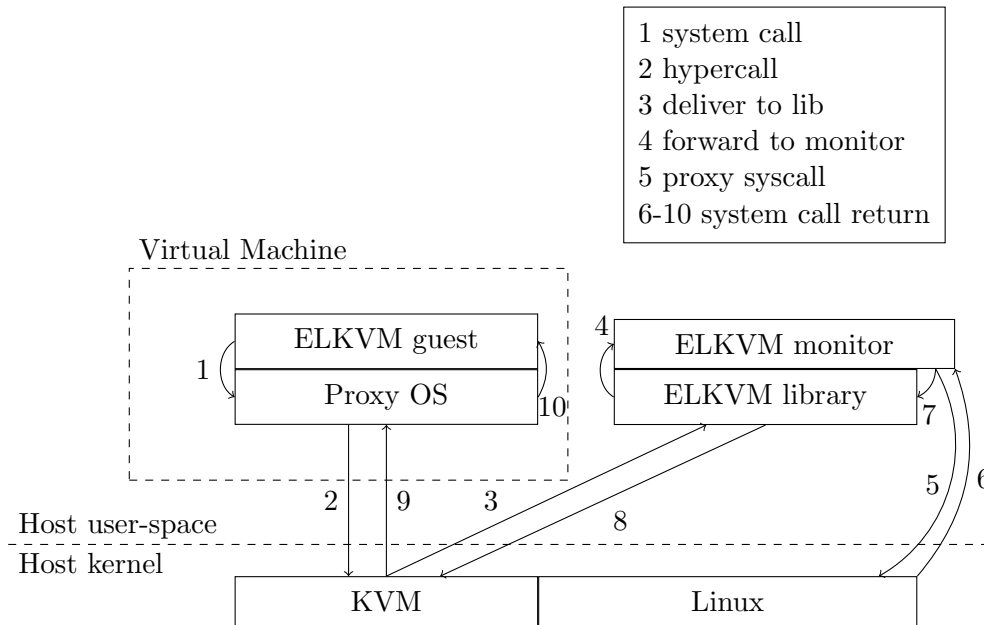 1 system call
2 hypercall
3 deliver to lib
4 forward to monitor
5 proxy syscall
6-10 system call return
Virtual Machine
ELKVM guest
Proxy OS
1
10
4
ELKVM monitor
ELKVM library
7
2
9
3
8
5
6
Host user-space
Host kernel
KVM
Linux